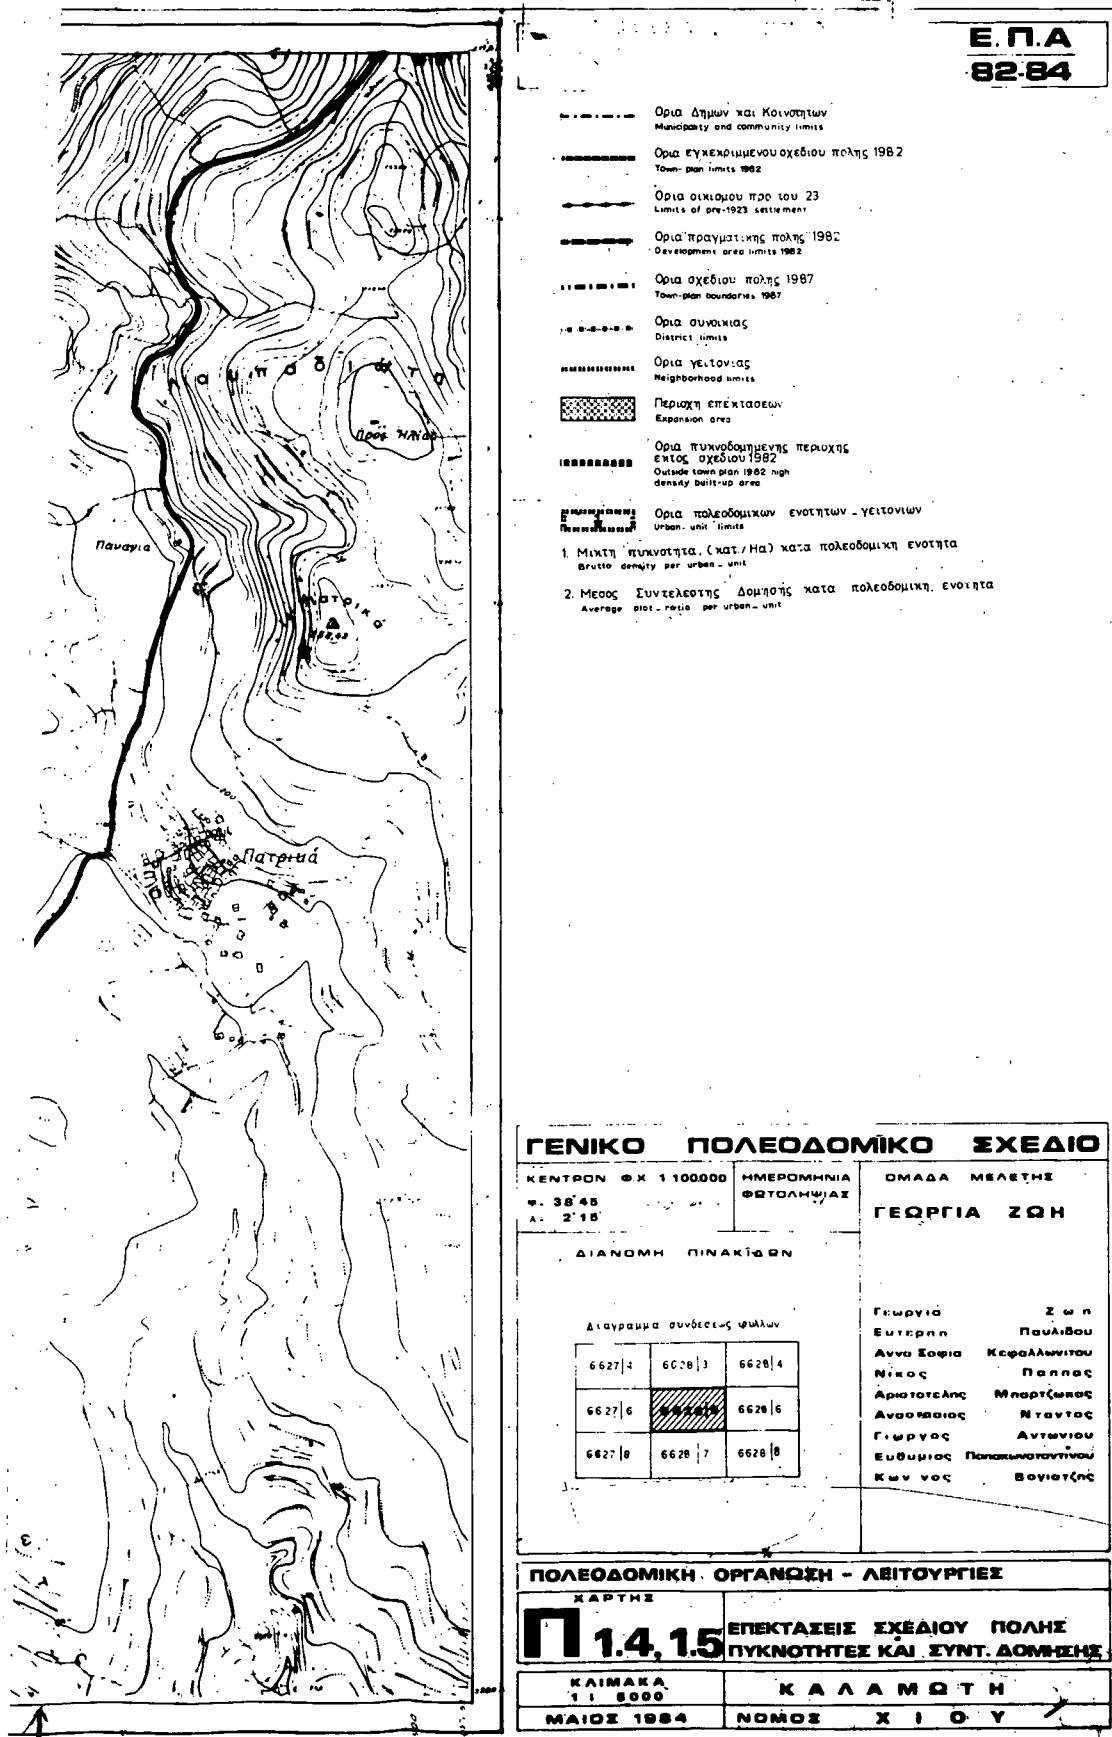 Ε.Π.Α
82-84
Ορια Δημων και Κοινοτητων
Municipality and community limits
Ορια εγκεκριμμενου σχεδιου πολης 1982
Town-plan limits 1982
Ορια οικισμου προ του 23
Limits of pre-1923 settlement
Ορια "πραγματικης πολης" 1982
Development area limits 1982
Ορια σχεδιου πολης 1987
Town-plan boundaries 1987
Ορια συνοικιας
District limits
Ορια γειτονιας
Neighborhood limits
Περιοχη επεκτασεων
Expansion area
Ορια πυκνοδομημενης περιοχης
εκτος σχεδιου 1982
Outside town plan 1982 high
density built-up area
Ορια πολεοδομικων ενοτητων - γειτονιων
Urban-unit limits
1. Μικτη πυκνοτητα, (κατ./Ha) κατα πολεοδομικη ενοτητα
Brutto density per urban-unit
2. Μεσος Συντελεστης Δομησης κατα πολεοδομικη ενοτητα
Average plot-ratio per urban-unit
Προφ. Ηλίας
Παναγια
Πατρικά
ΓΕΝΙΚΟ ΠΟΛΕΟΔΟΜΙΚΟ ΣΧΕΔΙΟ
ΚΕΝΤΡΟΝ Φ.Χ 1 100.000
φ. 38°45
λ. 2°15'
ΗΜΕΡΟΜΗΝΙΑ
ΦΩΤΟΛΗΨΙΑΣ
ΟΜΑΔΑ ΜΕΛΕΤΗΣ
ΓΕΩΡΓΙΑ ΖΩΗ
ΔΙΑΝΟΜΗ ΠΙΝΑΚΙΔΩΝ
Διαγραμμα συνδεσεως φυλλων
6627|4 6628|3 6628|4
6627|6 6628|6
6627|8 6628|7 6628|8
Γεωργια Ζωη
Ευτερπη Παυλιδου
Αννα Σοφια Κεφαλλωνιτου
Νικος Παππας
Αριστοτελης Μπαρτζωκας
Αναστασιος Νταντος
Γιωργος Αντωνιου
Ευθυμιος Παπακωνσταντινου
Κων νος Βογιατζης
ΠΟΛΕΟΔΟΜΙΚΗ ΟΡΓΑΝΩΣΗ - ΛΕΙΤΟΥΡΓΙΕΣ
ΧΑΡΤΗΣ
Π 1.4, 1.5
ΕΠΕΚΤΑΣΕΙΣ ΣΧΕΔΙΟΥ ΠΟΛΗΣ
ΠΥΚΝΟΤΗΤΕΣ ΚΑΙ ΣΥΝΤ. ΔΟΜΗΣΗΣ
ΚΛΙΜΑΚΑ
1 : 5000
ΚΑΛΑΜΩΤΗ
ΜΑΙΟΣ 1984
ΝΟΜΟΣ ΧΙΟΥ